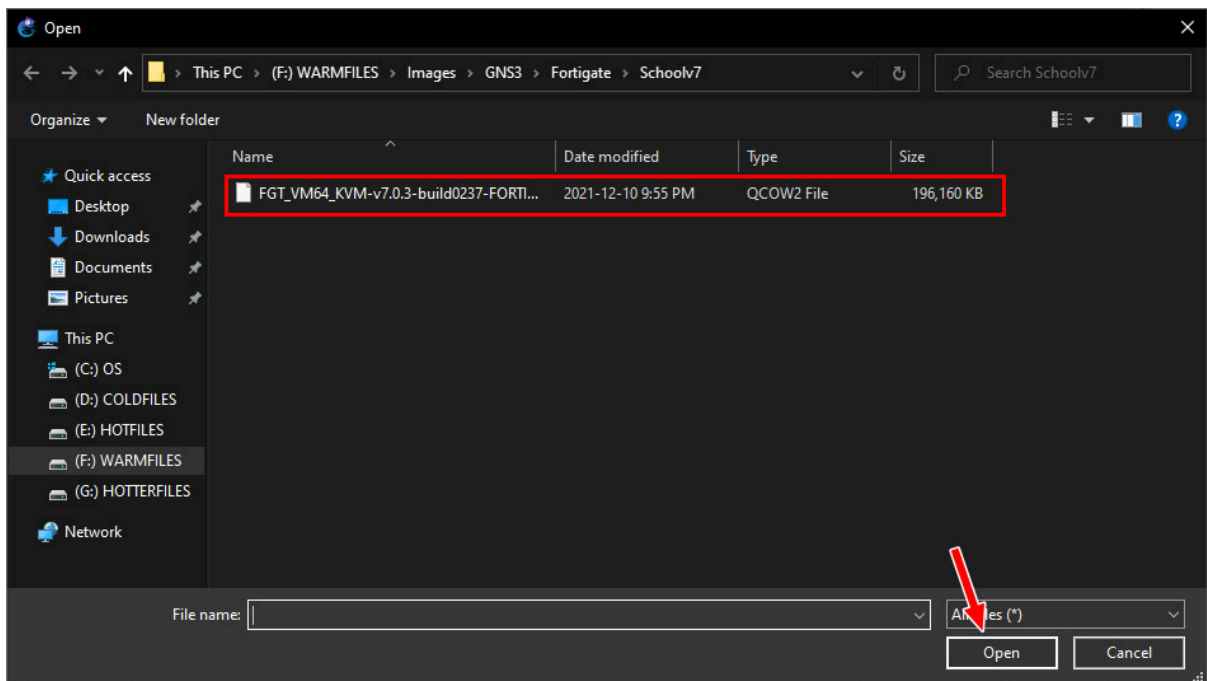 Open
This PC > (F:) WARMFILES > Images > GNS3 > Fortigate > Schoolv7
Search Schoolv7
Organize
New folder
Name
Date modified
Type
Size
FGT_VM64_KVM-v7.0.3-build0237-FORTI...
2021-12-10 9:55 PM
QCOW2 File
196,160 KB
Quick access
Desktop
Downloads
Documents
Pictures
This PC
(C:) OS
(D:) COLDFILES
(E:) HOTFILES
(F:) WARMFILES
(G:) HOTTERFILES
Network
File name:
(*)
Open
Cancel